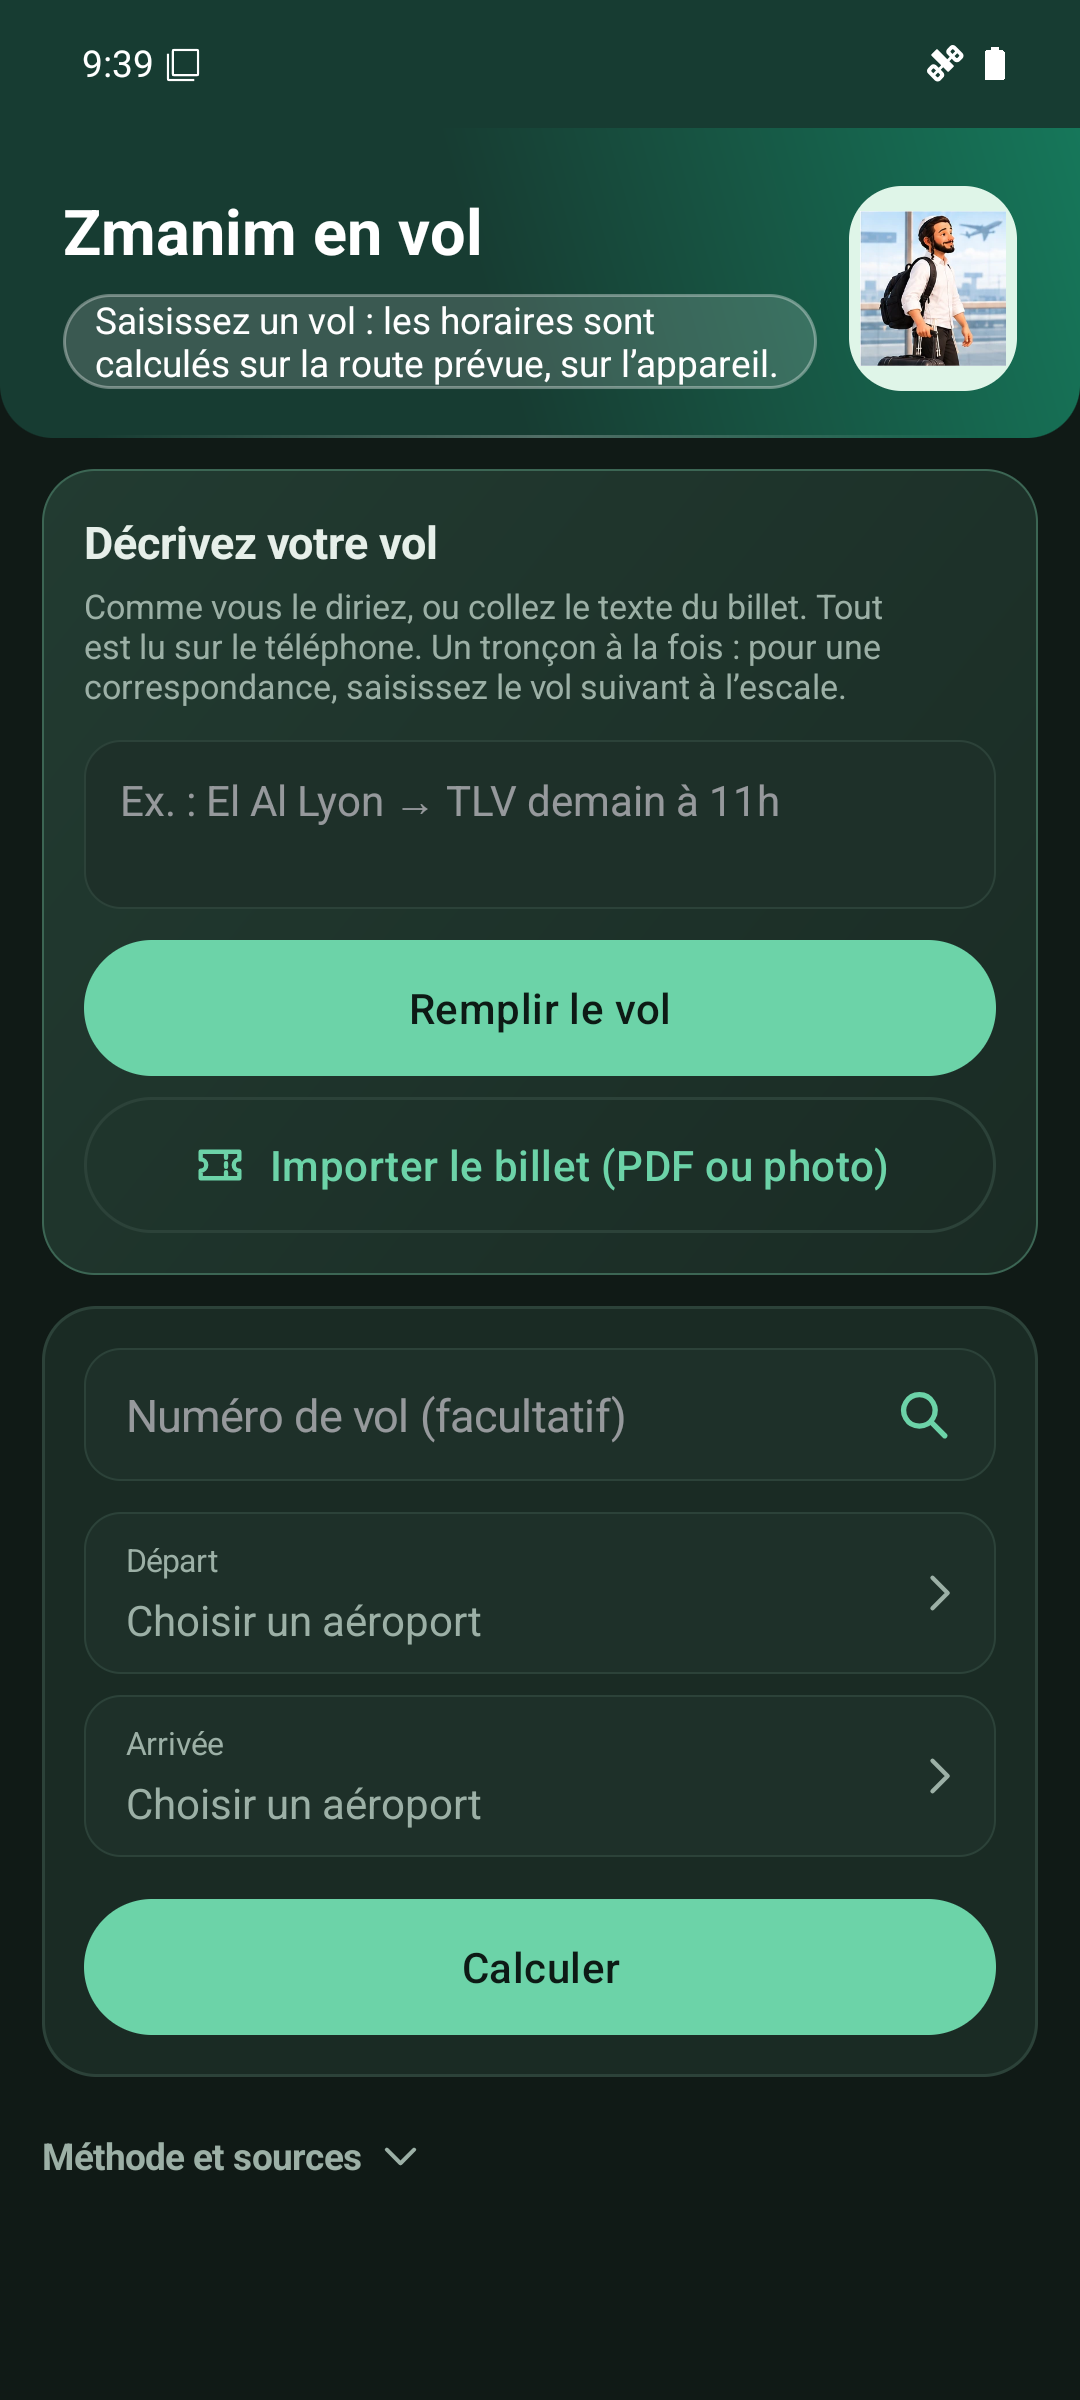 9:39
Zmanim en vol
Saisissez un vol : les horaires sont
calculés sur la route prévue, sur l’appareil.
Décrivez votre vol
Comme vous le diriez, ou collez le texte du billet. Tout
est lu sur le téléphone. Un tronçon à la fois : pour une
correspondance, saisissez le vol suivant à l’escale.
Ex. : El Al Lyon → TLV demain à 11h
Remplir le vol
Importer le billet (PDF ou photo)
Numéro de vol (facultatif)
Départ
Choisir un aéroport
Arrivée
Choisir un aéroport
Calculer
Méthode et sources